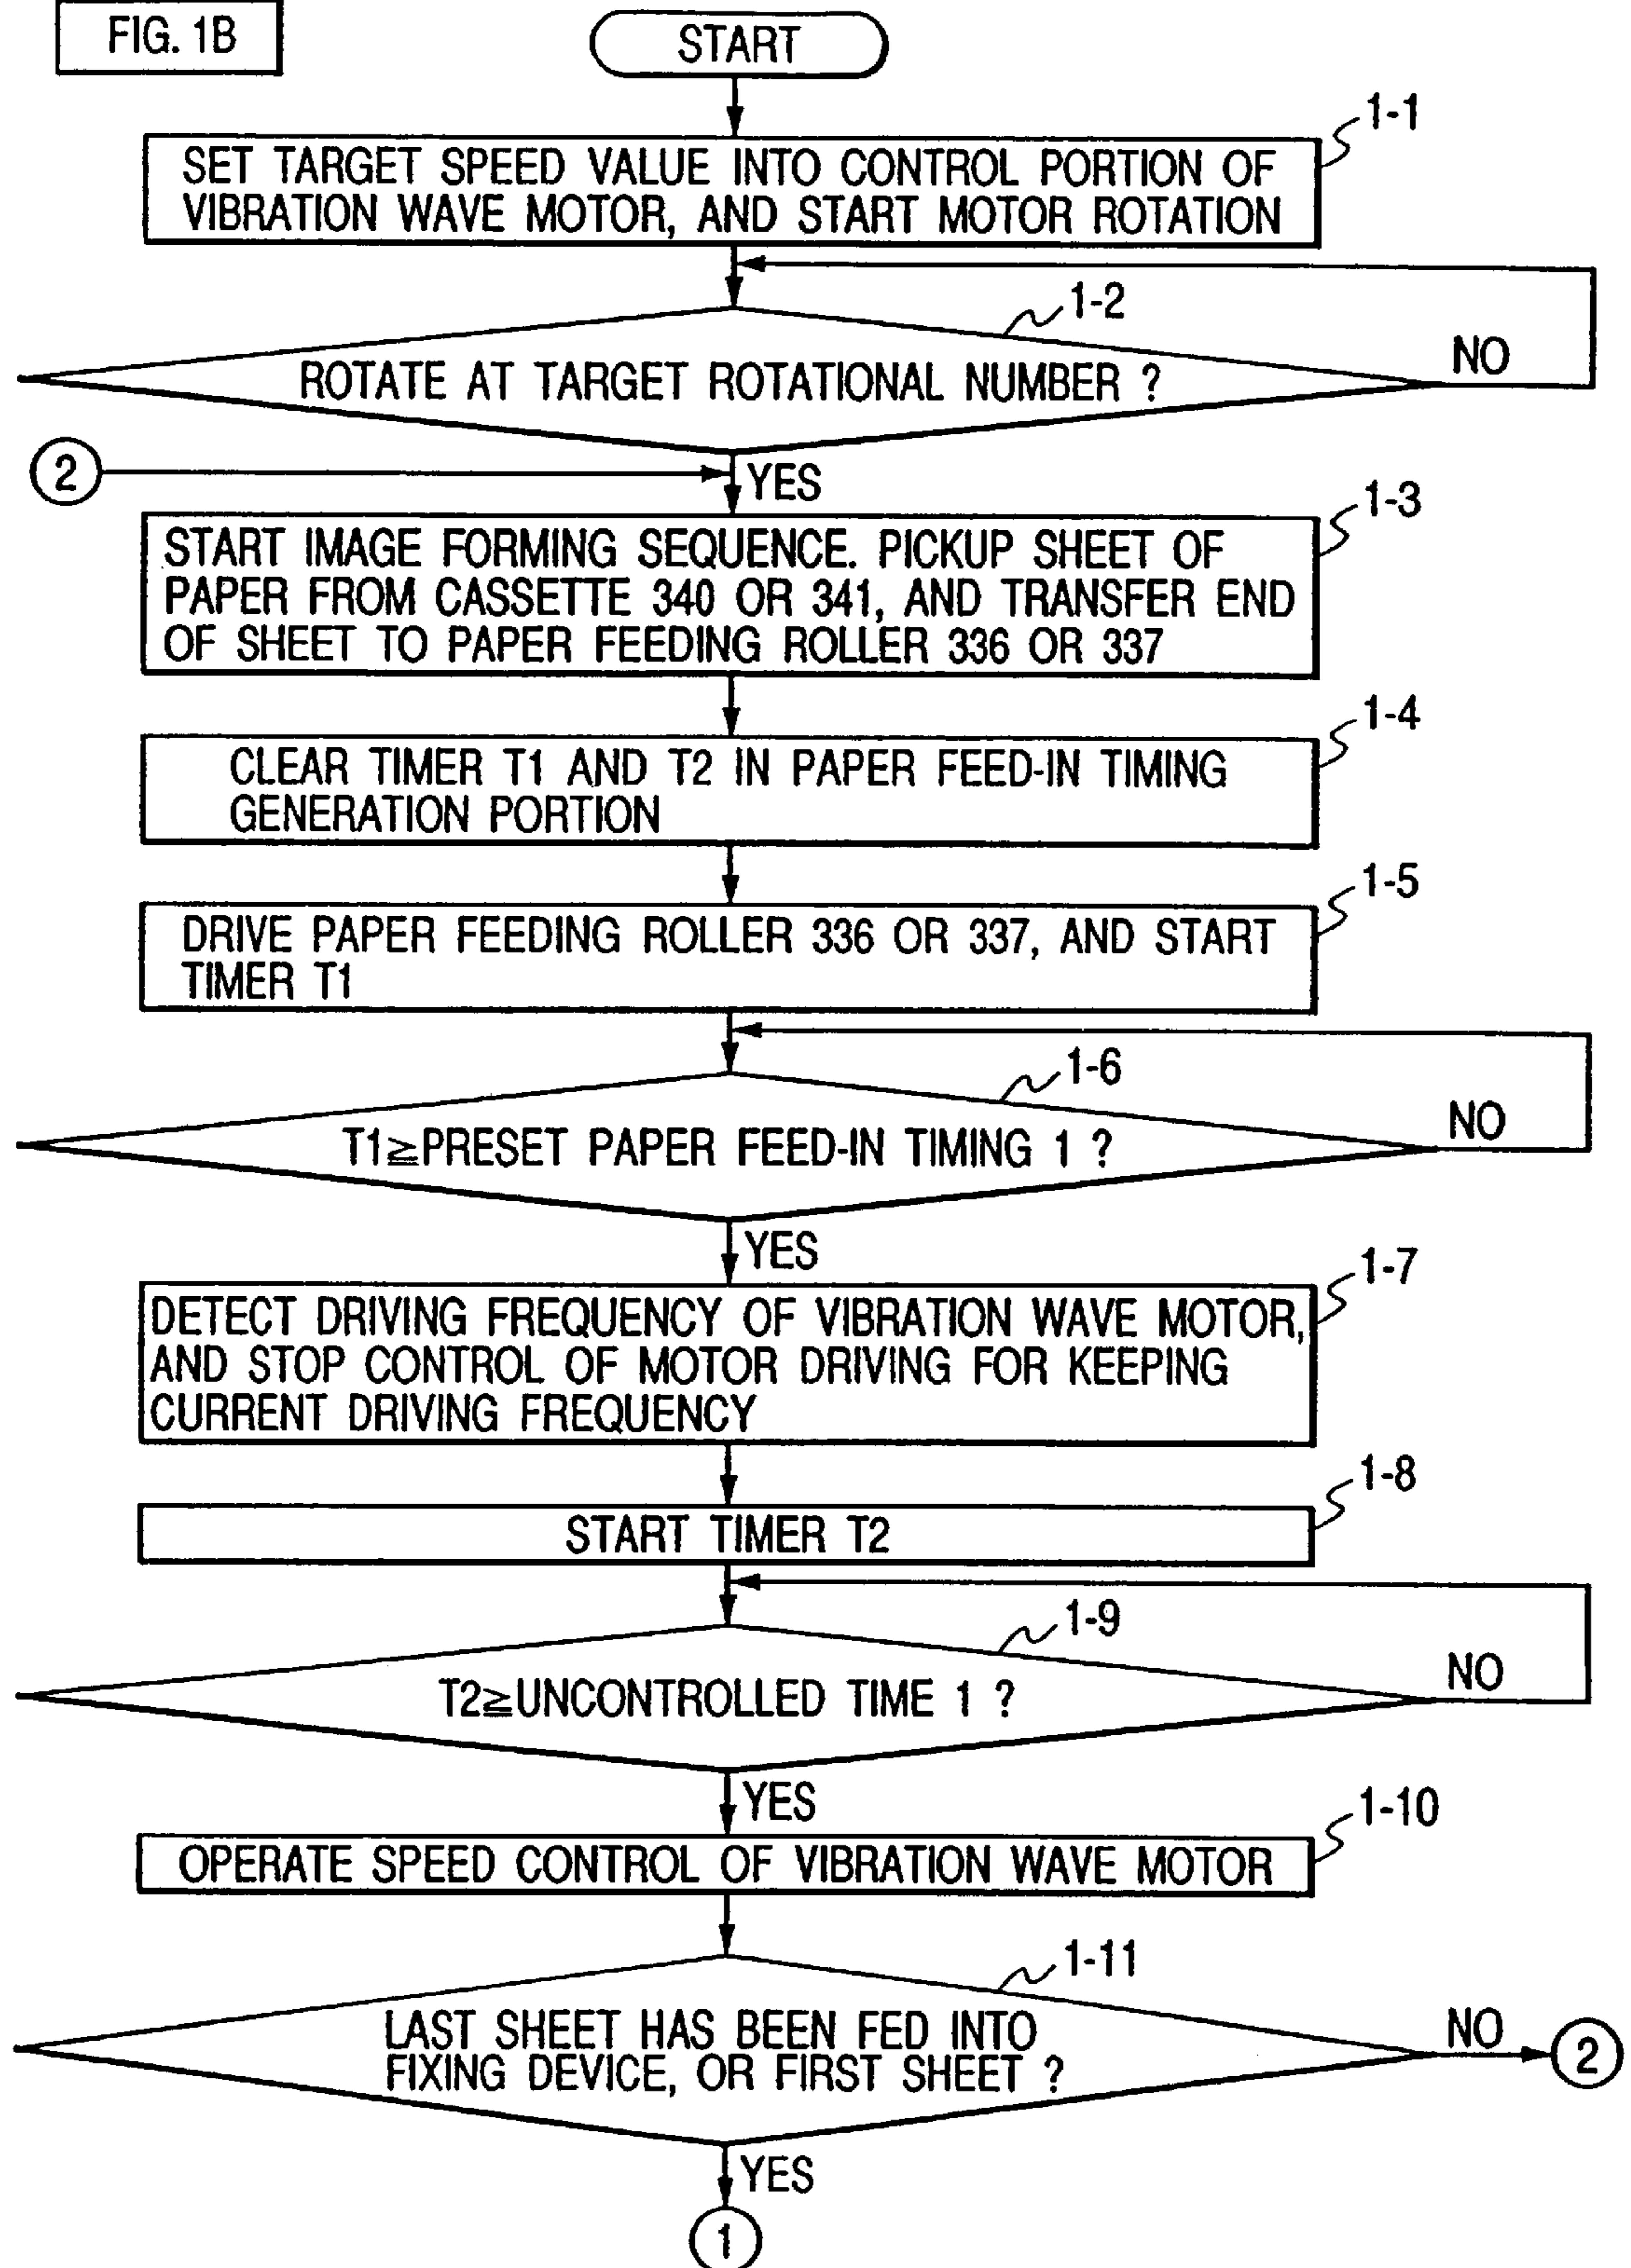 FIG. 1B
START
1-1
SET TARGET SPEED VALUE INTO CONTROL PORTION OF
VIBRATION WAVE MOTOR, AND START MOTOR ROTATION
1-2
NO
ROTATE AT TARGET ROTATIONAL NUMBER ?
2
YES
1-3
START IMAGE FORMING SEQUENCE. PICKUP SHEET OF
PAPER FROM CASSETTE 340 OR 341, AND TRANSFER END
OF SHEET TO PAPER FEEDING ROLLER 336 OR 337
1-4
CLEAR TIMER T1 AND T2 IN PAPER FEED-IN TIMING
GENERATION PORTION
1-5
DRIVE PAPER FEEDING ROLLER 336 OR 337, AND START
TIMER T1
1-6
NO
T1≧PRESET PAPER FEED-IN TIMING 1 ?
YES
1-7
DETECT DRIVING FREQUENCY OF VIBRATION WAVE MOTOR,
AND STOP CONTROL OF MOTOR DRIVING FOR KEEPING
CURRENT DRIVING FREQUENCY
1-8
START TIMER T2
1-9
NO
T2≧UNCONTROLLED TIME 1 ?
YES
1-10
OPERATE SPEED CONTROL OF VIBRATION WAVE MOTOR
1-11
LAST SHEET HAS BEEN FED INTO
FIXING DEVICE, OR FIRST SHEET ?
NO
2
YES
1